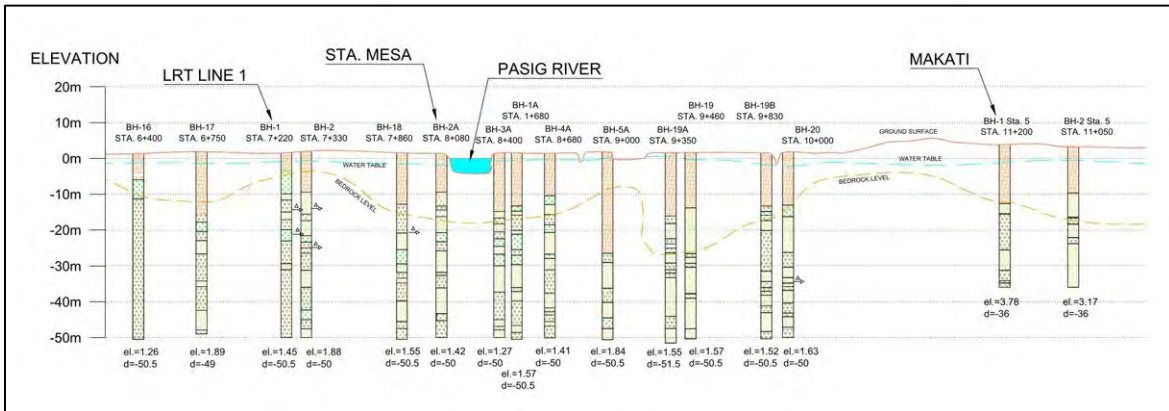 ELEVATION
LRT LINE 1
STA. MESA
PASIG RIVER
MAKATI
20m
10m
0m
-10m
-20m
-30m
-40m
-50m
BH-16
STA. 6+400
BH-17
STA. 6+750
BH-1
STA. 7+220
BH-2
STA. 7+330
BH-18
STA. 7+860
BH-2A
STA. 8+080
BH-3A
STA. 8+400
BH-1A
STA. 1+680
BH-4A
STA. 8+680
BH-5A
STA. 9+000
BH-19A
STA. 9+350
BH-19
STA. 9+460
BH-19B
STA. 9+830
BH-20
STA. 10+000
BH-1 Sta. 5
STA. 11+200
BH-2 Sta. 5
STA. 11+050
GROUND SURFACE
WATER TABLE
WATER TABLE
BEDROCK LEVEL
BEDROCK LEVEL
el.=1.26
d=-50.5
el.=1.89
d=-49
el.=1.45
d=-50.5
el.=1.88
d=-50
el.=1.55
d=-50.5
el.=1.42
d=-50
el.=1.27
d=-50
el.=1.57
d=-50.5
el.=1.41
d=-50
el.=1.84
d=-50.5
el.=1.55
d=-51.5
el.=1.57
d=-50.5
el.=1.52
d=-50.5
el.=1.63
d=-50
el.=3.78
d=-36
el.=3.17
d=-36